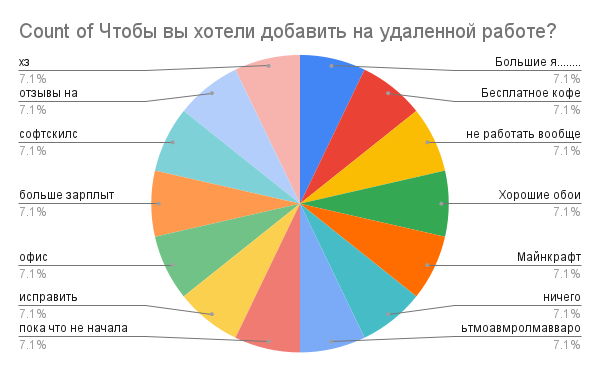 Count of Чтобы вы хотели добавить на удаленной работе?
Большие я........
7.1%
Бесплатное кофе
7.1%
не работать вообще
7.1%
Хорошие обои
7.1%
Майнкрафт
7.1%
ничего
7.1%
ьтмоавмролмавваро
7.1%
пока что не начала
7.1%
исправить
7.1%
офис
7.1%
больше зарплыт
7.1%
софтскилс
7.1%
отзывы на
7.1%
хз
7.1%